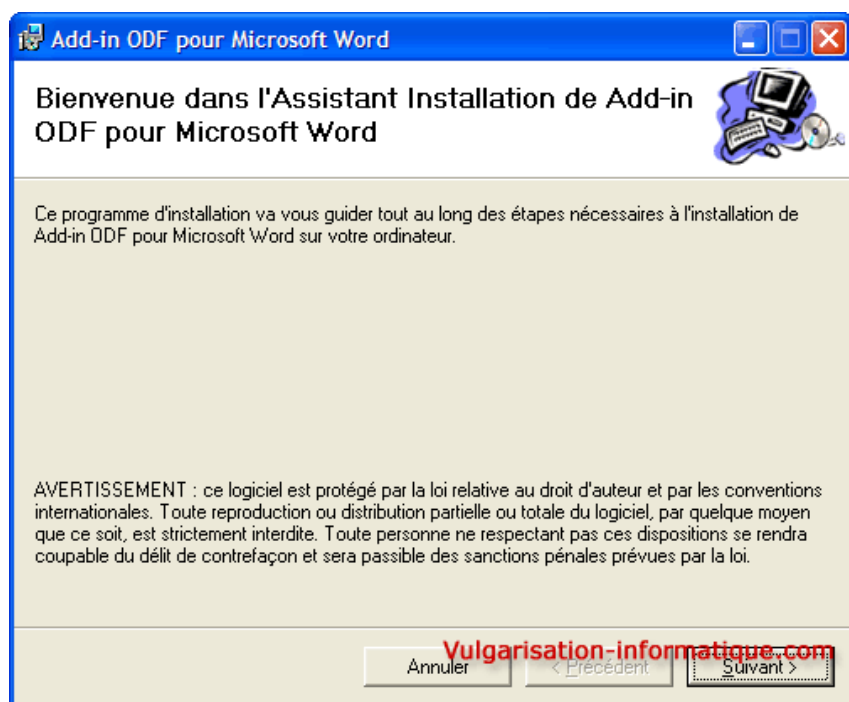 Add-in ODF pour Microsoft Word
Bienvenue dans l'Assistant Installation de Add-in
ODF pour Microsoft Word
Ce programme d'installation va vous guider tout au long des étapes nécessaires à l'installation de
Add-in ODF pour Microsoft Word sur votre ordinateur.
AVERTISSEMENT : ce logiciel est protégé par la loi relative au droit d'auteur et par les conventions
internationales. Toute reproduction ou distribution partielle ou totale du logiciel, par quelque moyen
que ce soit, est strictement interdite. Toute personne ne respectant pas ces dispositions se rendra
coupable du délit de contrefaçon et sera passible des sanctions pénales prévues par la loi.
Vulgarisation-informatique.com
Annuler < Précédent Suivant >